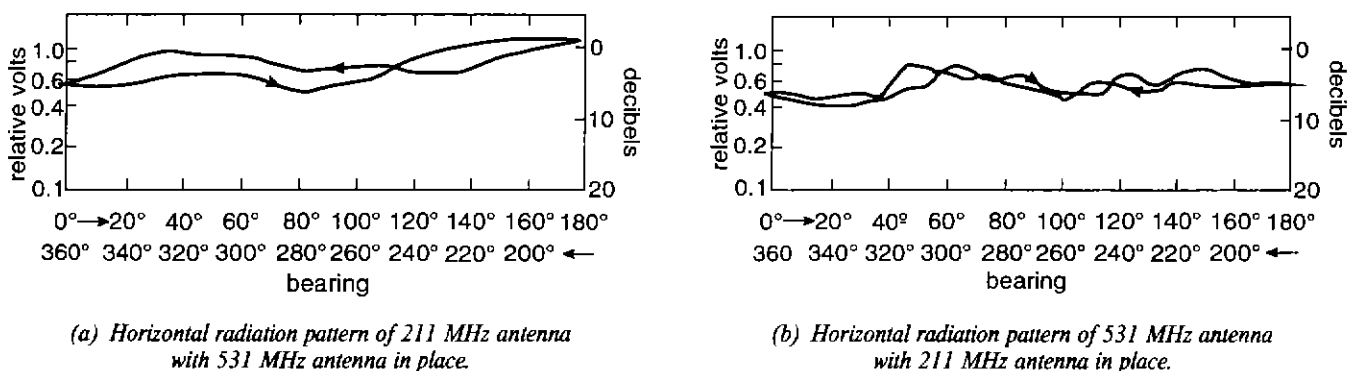 relative volts
1.0
0.6
0.4
0.2
0.1
0
10
20
decibels
0° 20° 40° 60° 80° 100° 120° 140° 160° 180°
360° 340° 320° 300° 280° 260° 240° 220° 200°
bearing
(a) Horizontal radiation pattern of 211 MHz antenna
with 531 MHz antenna in place.
relative volts
1.0
0.6
0.4
0.2
0.1
0
10
20
decibels
0° 20° 40º 60° 80° 100° 120° 140° 160° 180°
360 340° 320° 300° 280° 260° 240° 220° 200°
bearing
(b) Horizontal radiation pattern of 531 MHz antenna
with 211 MHz antenna in place.